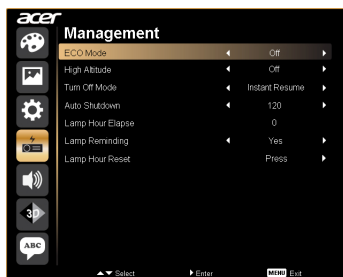 acer
Management
ECO Mode Off
High Altitude Off
Turn Off Mode Instant Resume
Auto Shutdown 120
Lamp Hour Elapse 0
Lamp Reminding Yes
Lamp Hour Reset Press
3D
ABC
Select Enter MENU Exit